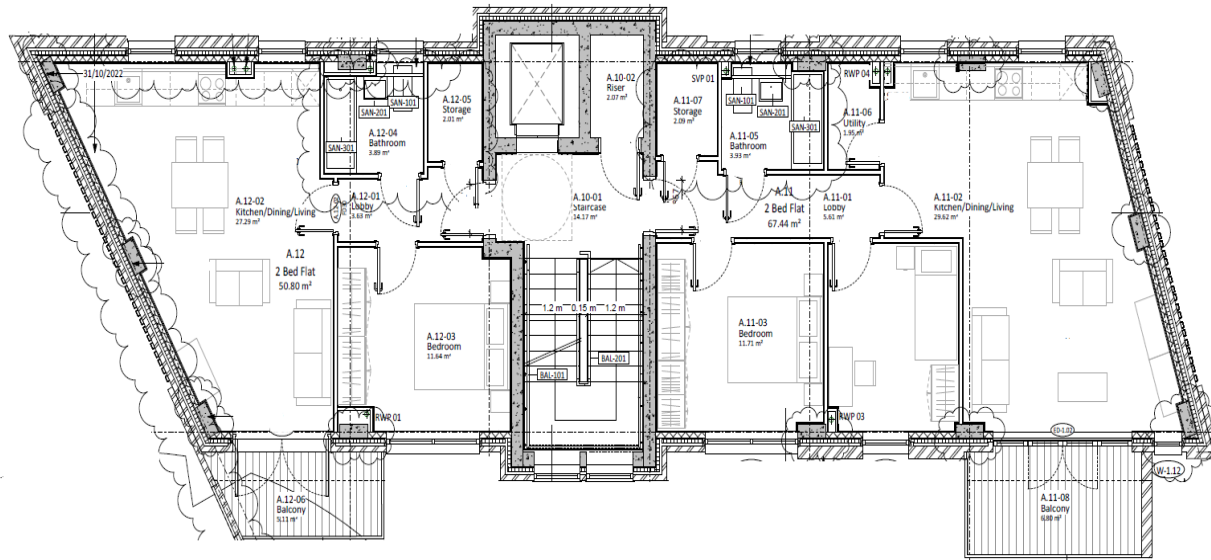 31/10/2022
SAN-201
SAN-101
SAN-301
A.12-04
Bathroom
3.89 m²
A.12-05
Storage
2.01 m²
A.10-02
Riser
2.07 m²
SVP 01
A.11-07
Storage
2.09 m²
SAN-101
SAN-201
SAN-301
A.11-05
Bathroom
3.93 m²
RWP 04
A.11-06
Utility
1.95 m²
A.12-02
Kitchen/Dining/Living
27.29 m²
A.12-01
Lobby
3.63 m²
A.10-01
Staircase
14.17 m²
A.11
2 Bed Flat
67.44 m²
A.11-01
Lobby
5.61 m²
A.11-02
Kitchen/Dining/Living
29.62 m²
A.12
2 Bed Flat
50.80 m²
1.2 m
0.15 m
1.2 m
A.12-03
Bedroom
11.64 m²
BAL-201
BAL-101
A.11-03
Bedroom
11.71 m²
RWP 01
RWP 03
ED-1.02
W-1.12
A.12-06
Balcony
5.11 m²
A.11-08
Balcony
6.80 m²